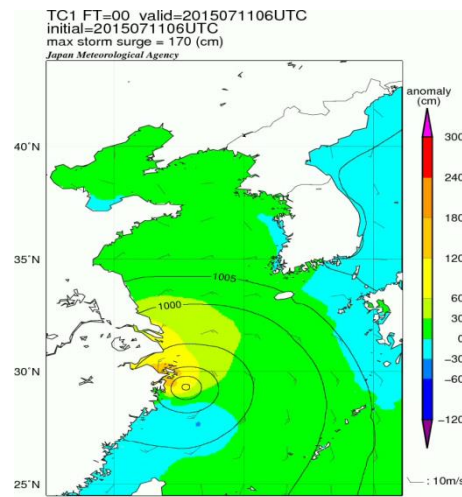 TC1 FT=00 valid=2015071106UTC
initial=2015071106UTC
max storm surge = 170 (cm)
Japan Meteorological Agency
anomaly
(cm)
300
240
180
120
60
30
0
-30
-60
-120
40°N
35°N
30°N
25°N
1005
1000
: 10m/s